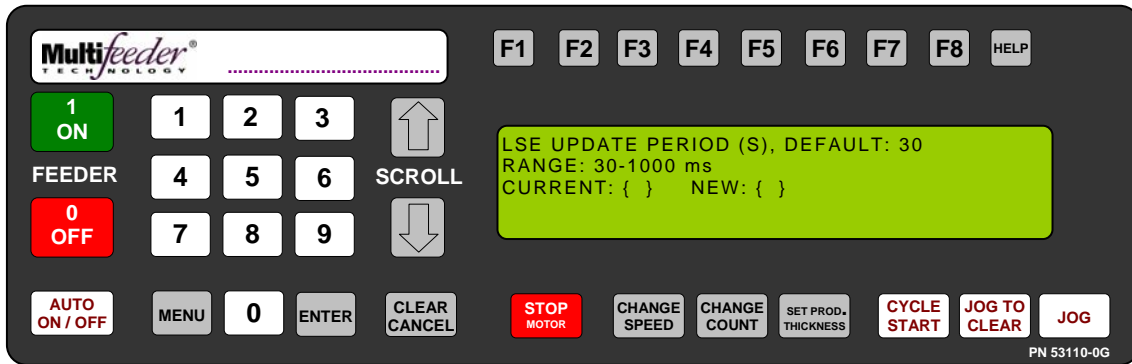 Multifeeder®
TECHNOLOGY
F1 F2 F3 F4 F5 F6 F7 F8 HELP
1
ON
FEEDER
0
OFF
1 2 3
4 5 6
7 8 9
SCROLL
LSE UPDATE PERIOD (S), DEFAULT: 30
RANGE: 30-1000 ms
CURRENT: { } NEW: { }
AUTO
ON / OFF
MENU
0
ENTER
CLEAR
CANCEL
STOP
MOTOR
CHANGE
SPEED
CHANGE
COUNT
SET PROD.
THICKNESS
CYCLE
START
JOG TO
CLEAR
JOG
PN 53110-0G